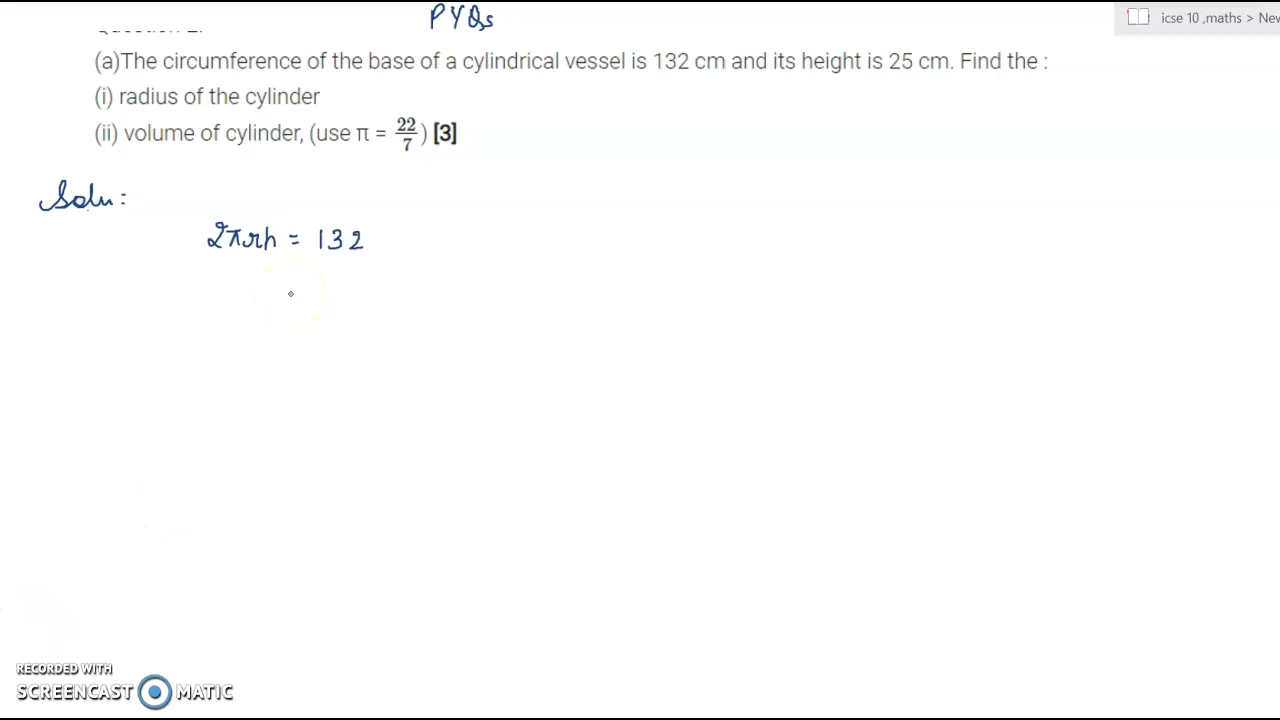 PYQs
icse 10 ,maths > New
(a)The circumference of the base of a cylindrical vessel is 132 cm and its height is 25 cm. Find the :
(i) radius of the cylinder
(ii) volume of cylinder, (use π = 22/7) [3]
Solu:
2πrh = 132
RECORDED WITH
SCREENCAST MATIC